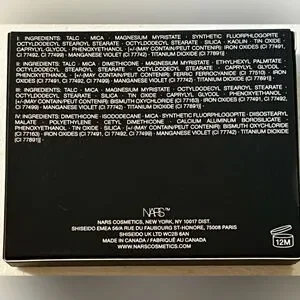 I: INGREDIENTS: TALC · MICA · MAGNESIUM MYRISTATE · SYNTHETIC FLUORPHLOGOPITE ·
OCTYLDODECYL STEAROYL STEARATE · SYNTHETIC SILICA · KAOLIN · TIN OXIDE ·
CAPRYLYL GLYCOL · PHENOXYETHANOL · [+/-(MAY CONTAIN/PEUT CONTENIR): IRON OXIDES (CI 77491,
CI 77492, CI 77499) · MANGANESE VIOLET (CI 77742) · TITANIUM DIOXIDE (CI 77891)]·
II: INGREDIENTS: TALC · MICA · DIMETHICONE · MAGNESIUM MYRISTATE · ETHYLHEXYL PALMITATE
OCTYLDODECYL STEAROYL STEARATE · SILICA · CAPRYLYL GLYCOL ·
PHENOXYETHANOL · [+/-(MAY CONTAIN/PEUT CONTENIR): FERRIC FERROCYANIDE (CI 77510) · IRON
OXIDES (CI 77491, CI 77492, CI 77499) · MANGANESE VIOLET (CI 77742) · TITANIUM DIOXIDE
(CI 77891)]·
III: INGREDIENTS: TALC · MICA · MAGNESIUM MYRISTATE · OCTYLDODECYL STEAROYL STEARATE ·
OCTYLDODECYL STEARATE · SILICA · TIN OXIDE · CAPRYLYL GLYCOL · PHENOXYETHANOL ·
[+/-(MAY CONTAIN/PEUT CONTENIR): BISMUTH OXYCHLORIDE (CI 77163) · IRON OXIDES (CI 77491, CI 77492,
CI 77499) · MANGANESE VIOLET (CI 77742) · TITANIUM DIOXIDE (CI 77891)]·
IV: INGREDIENTS: DIMETHICONE · ISODODECANE · MICA · SYNTHETIC FLUORPHLOGOPITE · DIISOSTEARYL
MALATE · POLYETHYLENE · CETYL DIMETHICONE · CALCIUM ALUMINUM BOROSILICATE ·
PHENOXYETHANOL · TIN OXIDE · SILICA · [+/-(MAY CONTAIN/PEUT CONTENIR): BISMUTH OXYCHLORIDE
(CI 77163) · IRON OXIDES (CI 77491, CI 77492, CI 77499) · MANGANESE VIOLET (CI 77742) · TITANIUM DIOXIDE
(CI 77891)]·
NARS™
NARS COSMETICS, NEW YORK, NY 10017 DIST.
SHISEIDO EMEA 56/A RUE DU FAUBOURG ST-HONORE, 75008 PARIS
SHISEIDO UK LTD WC2B 6AN
MADE IN CANADA / FABRIQUÉ AU CANADA
WWW.NARSCOSMETICS.COM
12M